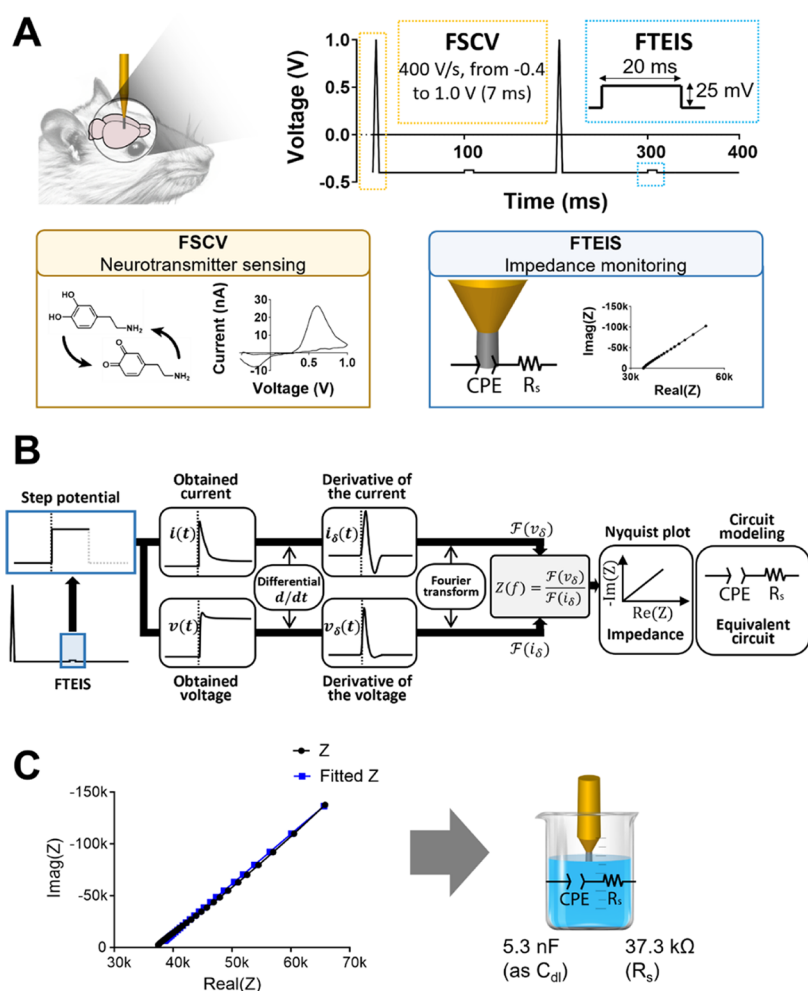 A
FSCV
400 V/s, from -0.4
to 1.0 V (7 ms)
FTEIS
20 ms
25 mV
Voltage (V)
1.0
0.5
0.0
-0.5
100
200
300
400
Time (ms)
FSCV
Neurotransmitter sensing
HO
HO
NH₂
O
O
NH₂
Current (nA)
30
20
10
-10
0.5
1.0
Voltage (V)
FTEIS
Impedance monitoring
CPE
Rs
Imag(Z)
-150k
-100k
-50k
0
30k
60k
Real(Z)
B
Step potential
FTEIS
Obtained
current
i(t)
Derivative of
the current
iδ(t)
Differential
d/dt
Fourier
transform
v(t)
Obtained
voltage
vδ(t)
Derivative of
the voltage
ℱ(vδ)
Z(f) = ℱ(vδ)/ℱ(iδ)
ℱ(iδ)
Nyquist plot
-Im(Z)
Re(Z)
Impedance
Circuit
modeling
CPE
Rs
Equivalent
circuit
C
Z
Fitted Z
Imag(Z)
-150k
-100k
-50k
0
30k
40k
50k
60k
70k
Real(Z)
CPE
Rs
5.3 nF
(as Cdl)
37.3 kΩ
(Rs)